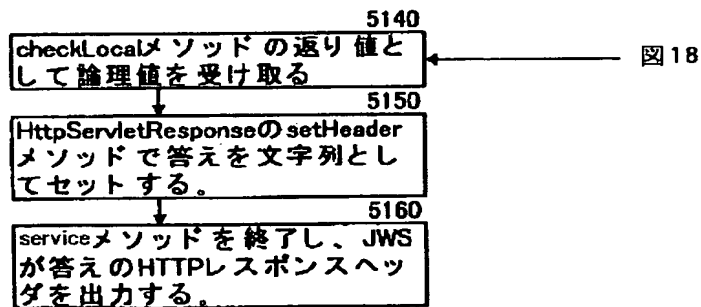 5140
checkLocalメソッドの返り値と
して論理値を受け取る
図18
5150
HttpServletResponseのsetHeader
メソッドで答えを文字列とし
てセットする。
5160
serviceメソッドを終了し、JWS
が答えのHTTPレスポンスヘッ
ダを出力する。